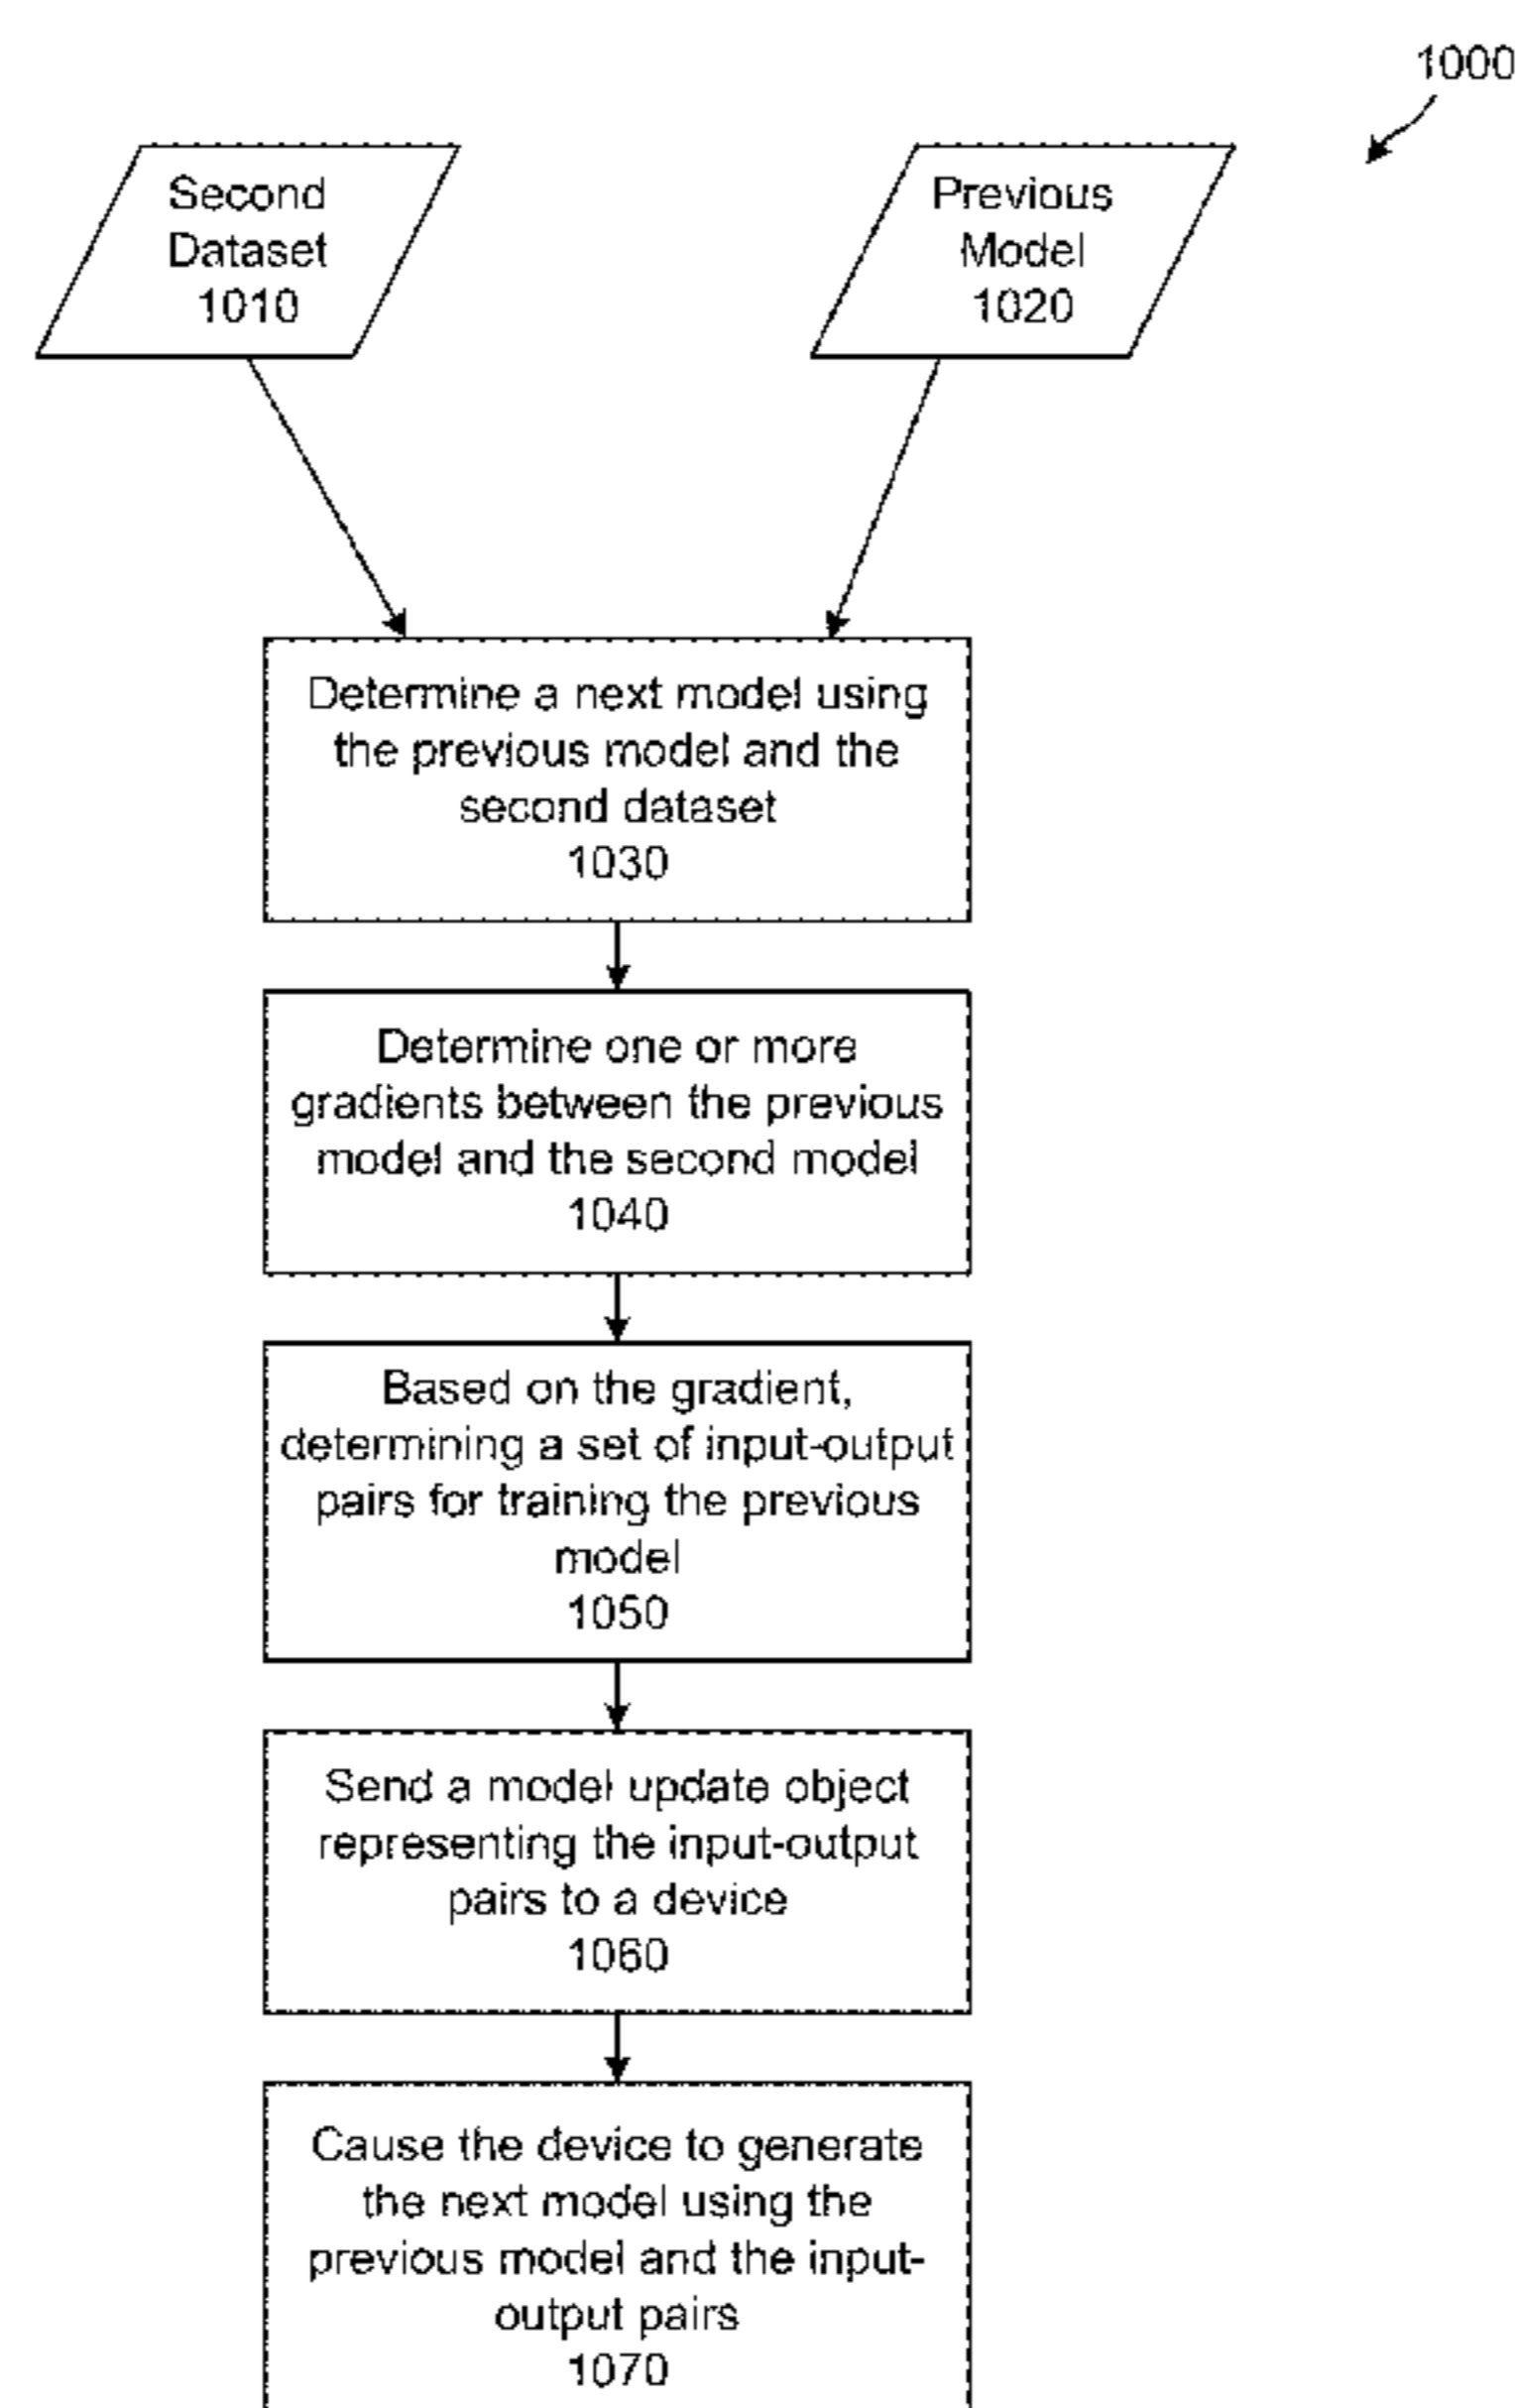 1000
Second
Dataset
1010
Previous
Model
1020
Determine a next model using
the previous model and the
second dataset
1030
Determine one or more
gradients between the previous
model and the second model
1040
Based on the gradient,
determining a set of input-output
pairs for training the previous
model
1050
Send a model update object
representing the input-output
pairs to a device
1060
Cause the device to generate
the next model using the
previous model and the input-
output pairs
1070